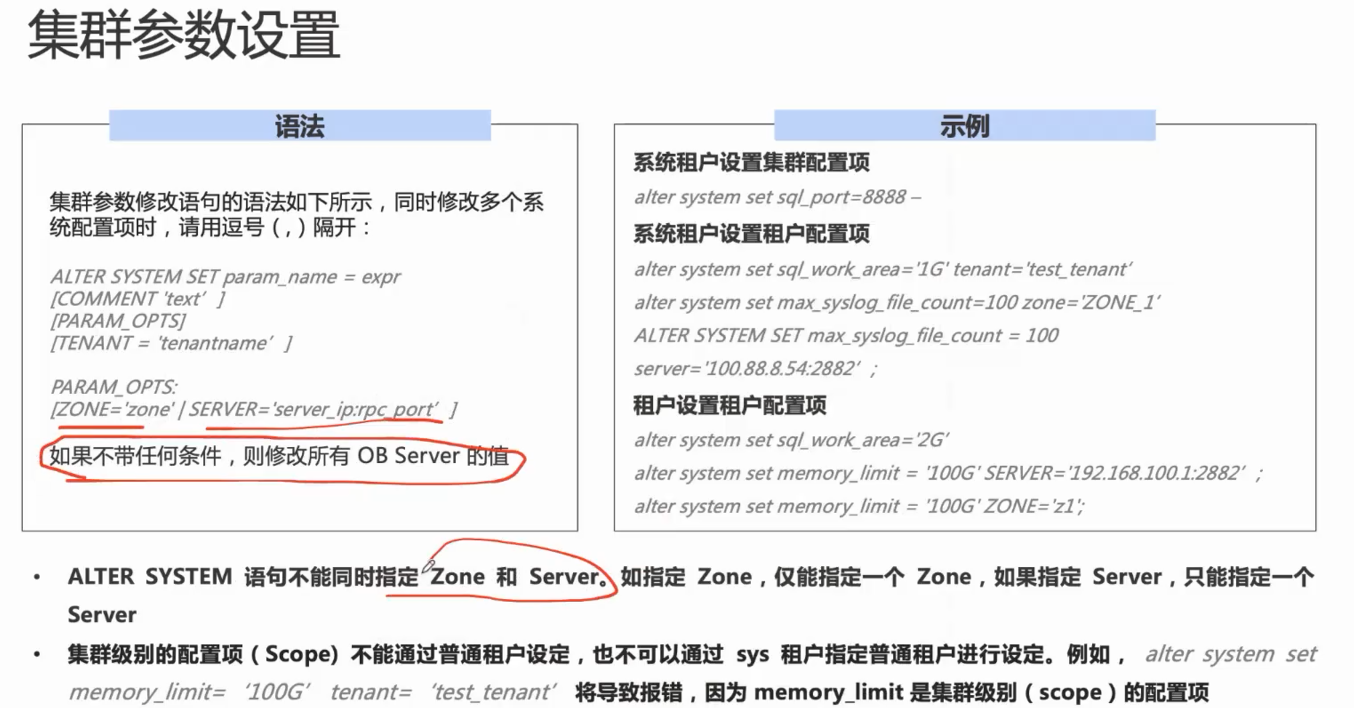 集群参数设置
语法
集群参数修改语句的语法如下所示，同时修改多个系
统配置项时，请用逗号（，）隔开：
ALTER SYSTEM SET param_name = expr
[COMMENT 'text’ ]
[PARAM_OPTS]
[TENANT = 'tenantname’ ]
PARAM_OPTS:
[ZONE='zone' | SERVER='server_ip:rpc_port’ ]
如果不带任何条件，则修改所有 OB Server 的值
示例
系统租户设置集群配置项
alter system set sql_port=8888 –
系统租户设置租户配置项
alter system set sql_work_area='1G' tenant='test_tenant‘
alter system set max_syslog_file_count=100 zone='ZONE_1’
ALTER SYSTEM SET max_syslog_file_count = 100
server='100.88.8.54:2882’ ;
租户设置租户配置项
alter system set sql_work_area='2G’
alter system set memory_limit = '100G' SERVER='192.168.100.1:2882’ ;
alter system set memory_limit = '100G' ZONE='z1';
• ALTER SYSTEM 语句不能同时指定 Zone 和 Server。如指定 Zone，仅能指定一个 Zone，如果指定 Server，只能指定一个
Server
• 集群级别的配置项（Scope）不能通过普通租户设定，也不可以通过 sys 租户指定普通租户进行设定。例如， alter system set
memory_limit= ‘100G’ tenant= ‘test_tenant’ 将导致报错，因为 memory_limit 是集群级别（scope）的配置项